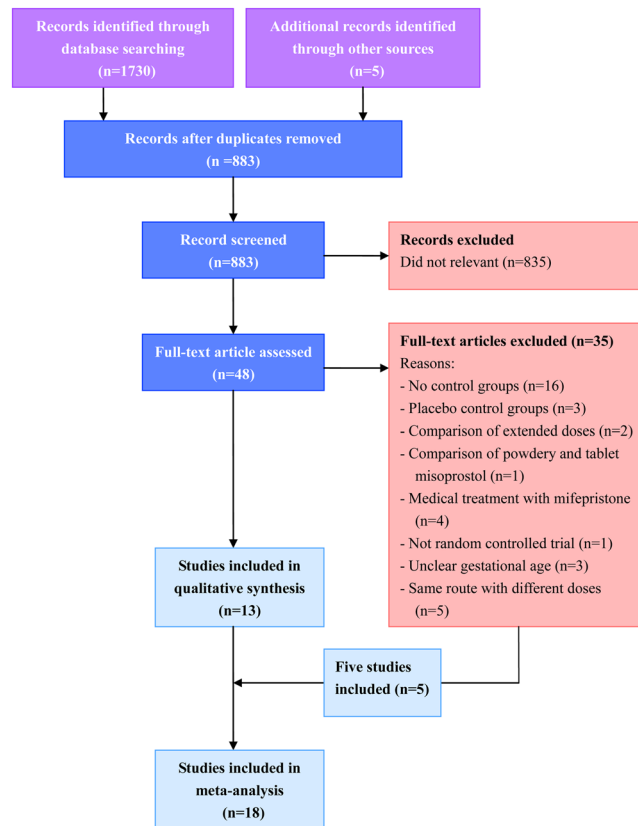 Records identified through
database searching
(n=1730)
Additional records identified
through other sources
(n=5)
Records after duplicates removed
(n =883)
Record screened
(n=883)
Records excluded
Did not relevant (n=835)
Full-text article assessed
(n=48)
Full-text articles excluded (n=35)
Reasons:
- No control groups (n=16)
- Placebo control groups (n=3)
- Comparison of extended doses (n=2)
- Comparison of powdery and tablet
misoprostol (n=1)
- Medical treatment with mifepristone
(n=4)
- Not random controlled trial (n=1)
- Unclear gestational age (n=3)
- Same route with different doses
(n=5)
Studies included in
qualitative synthesis
(n=13)
Five studies
included (n=5)
Studies included in
meta-analysis
(n=18)